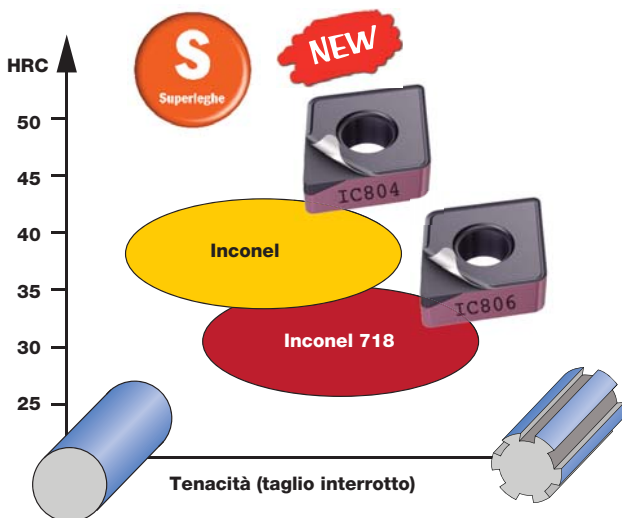 S
Superleghe
NEW
HRC
50
45
40
35
30
25
IC804
IC806
Inconel
Inconel 718
Tenacità (taglio interrotto)